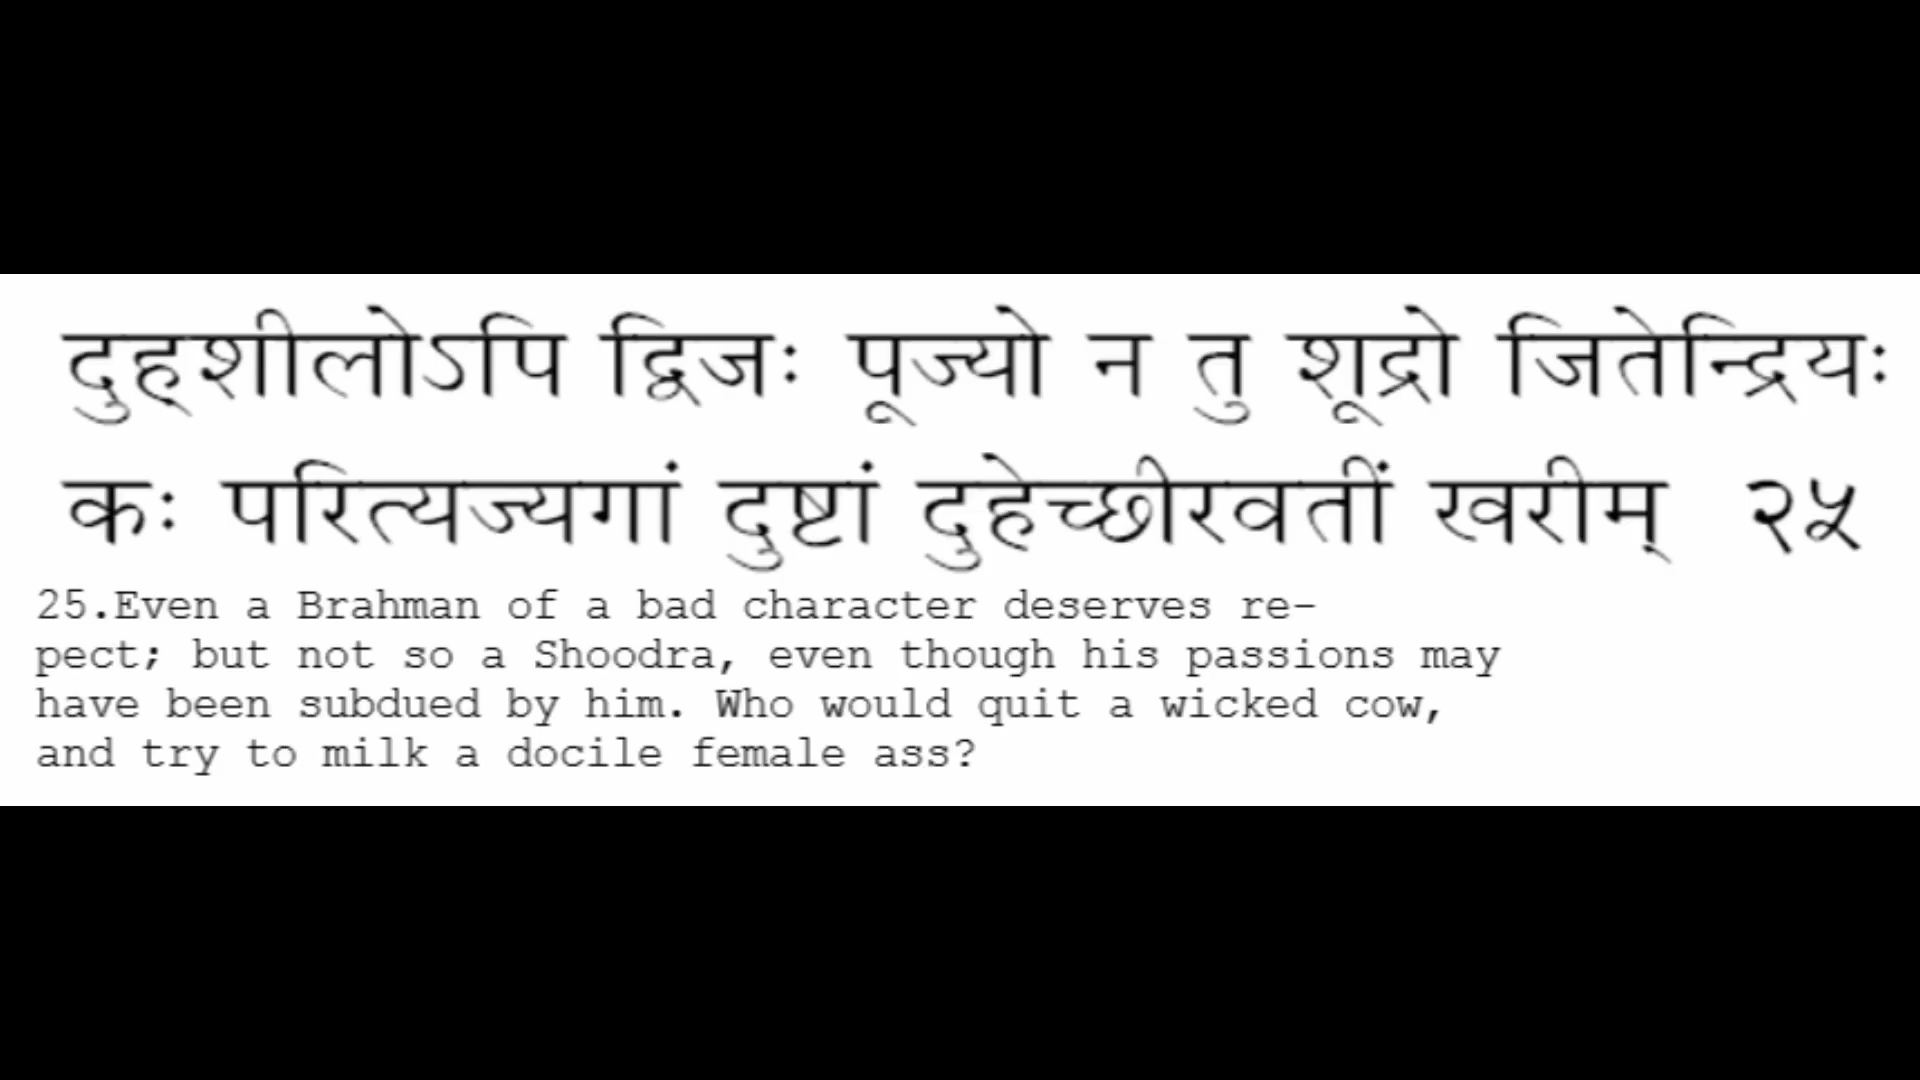 दुह्शीलोऽपि द्विजः पूज्यो न तु शूद्रो जितेन्द्रियः
कः परित्यज्यगां दुष्टां दुहेच्छीरवतीं खरीम् २५
25.Even a Brahman of a bad character deserves re-
pect; but not so a Shoodra, even though his passions may
have been subdued by him. Who would quit a wicked cow,
and try to milk a docile female ass?